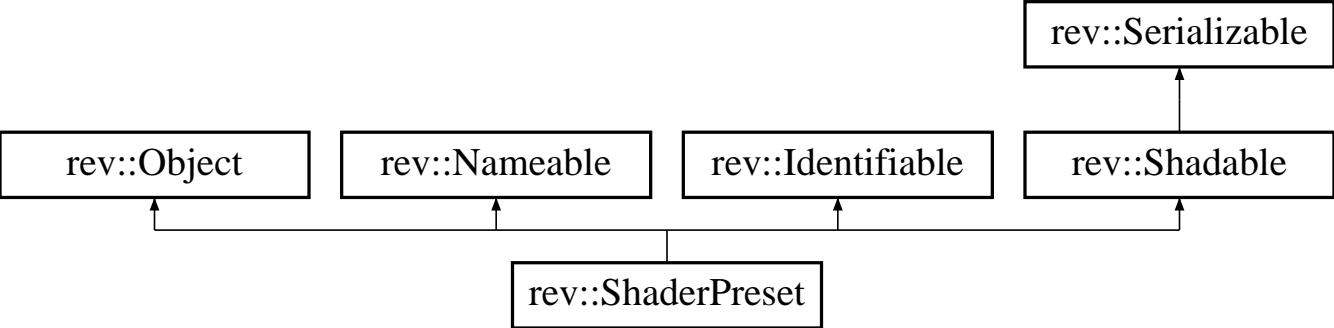 rev::Serializable
rev::Object
rev::Nameable
rev::Identifiable
rev::Shadable
rev::ShaderPreset